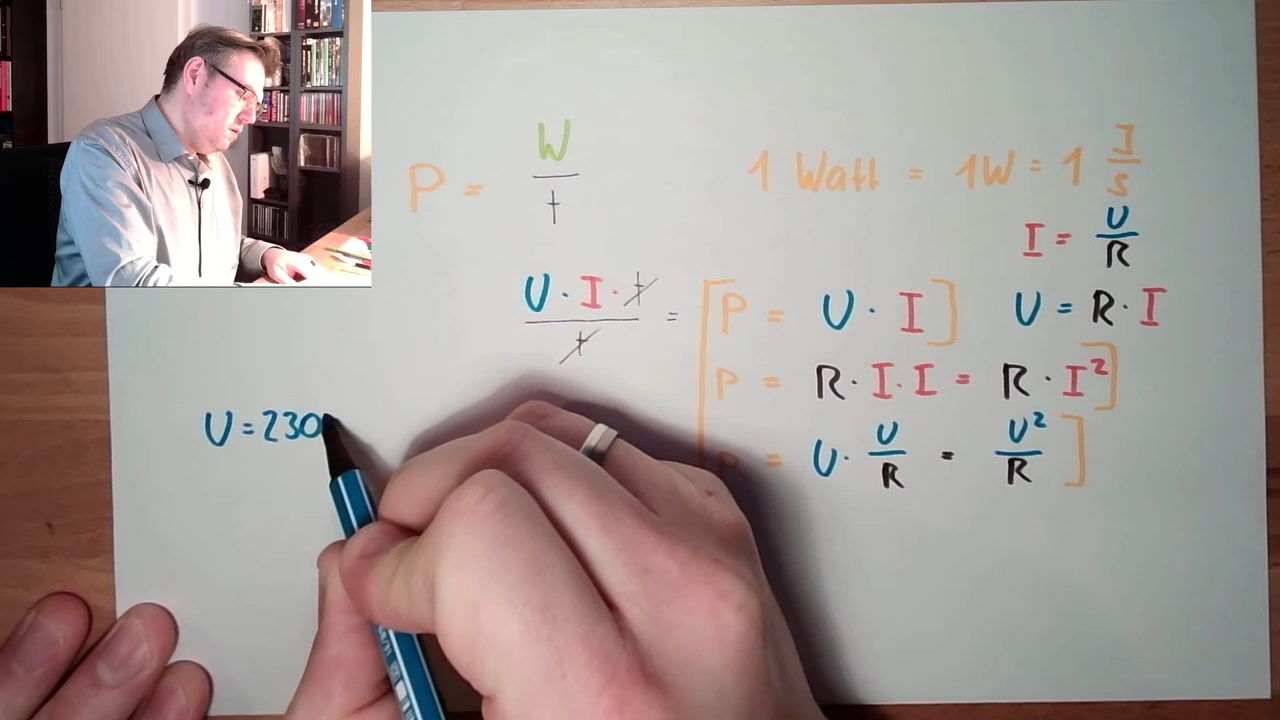 P = W / t
1 Watt = 1W = 1 J / s
I = U / R
U · I · t / t = [P = U · I]
U = R · I
P = R · I · I = R · I²]
P = U · U / R = U² / R]
U = 230